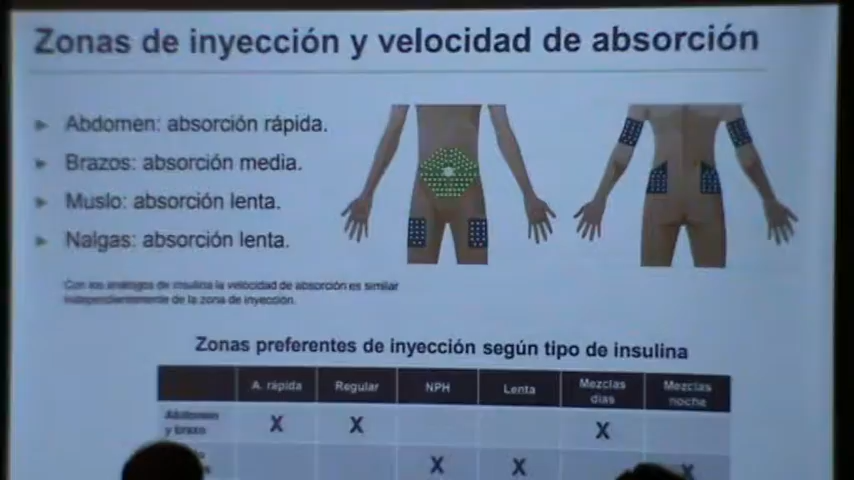 Zonas de inyección y velocidad de absorción
Abdomen: absorción rápida.
Brazos: absorción media.
Muslo: absorción lenta.
Nalgas: absorción lenta.
Con los análogos de insulina la velocidad de absorción es similar
independientemente de la zona de inyección.
Zonas preferentes de inyección según tipo de insulina
A. rápida Regular NPH Lenta Mezclas días Mezclas noche
Abdomen y brazo X X X
X X X